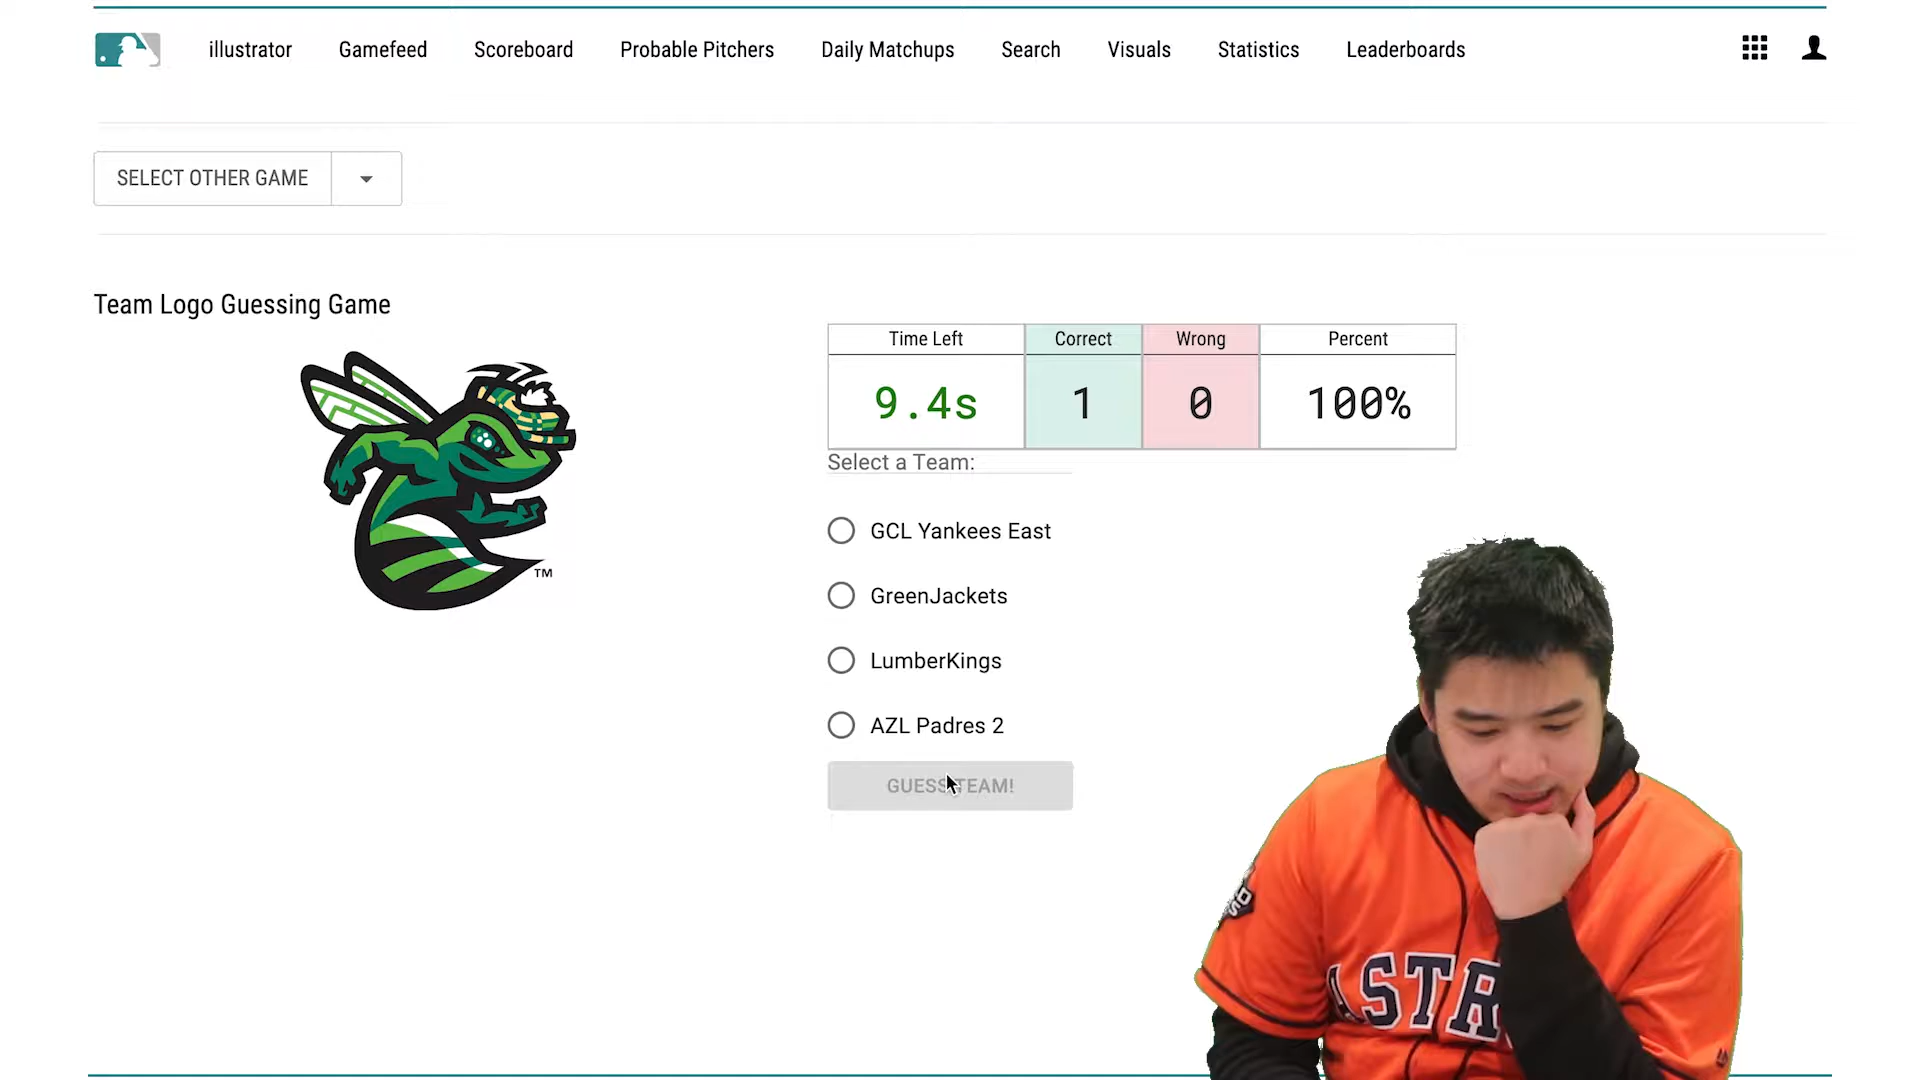 illustrator Gamefeed Scoreboard Probable Pitchers Daily Matchups Search Visuals Statistics Leaderboards
SELECT OTHER GAME
Team Logo Guessing Game
Time Left Correct Wrong Percent
9.4s 1 0 100%
Select a Team:
GCL Yankees East
GreenJackets
LumberKings
AZL Padres 2
GUESS TEAM!
TM
ASTR